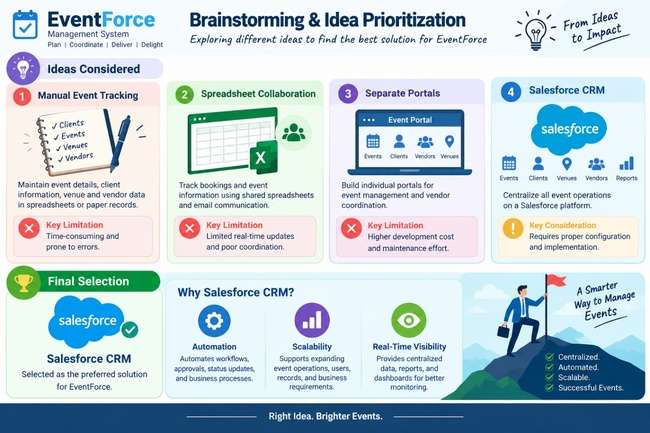 EventForce
Management System
Plan | Coordinate | Deliver | Delight
Brainstorming & Idea Prioritization
Exploring different ideas to find the best solution for EventForce
From Ideas
to Impact
Ideas Considered
1 Manual Event Tracking
✓ Clients
✓ Events
✓ Venues
✓ Vendors
Maintain event details, client
information, venue and vendor data
in spreadsheets or paper records.
Key Limitation
Time-consuming and
prone to errors.
2 Spreadsheet Collaboration
X
Track bookings and event
information using shared spreadsheets
and email communication.
Key Limitation
Limited real-time updates
and poor coordination.
3 Separate Portals
Event Portal
Events Clients Vendors Venues
Build individual portals for
event management and vendor
coordination.
Key Limitation
Higher development cost
and maintenance effort.
4 Salesforce CRM
salesforce
Events Clients Venues Vendors Reports
Centralize all event operations
on a Salesforce platform.
Key Consideration
Requires proper configuration
and implementation.
Final Selection
salesforce
Salesforce CRM
Selected as the preferred solution
for EventForce.
Why Salesforce CRM?
Automation
Automates workflows,
approvals, status updates,
and business processes.
Scalability
Supports expanding
event operations, users,
records, and business
requirements.
Real-Time Visibility
Provides centralized
data, reports, and
dashboards for better
monitoring.
A Smarter
Way to Manage
Events
Centralized.
Automated.
Scalable.
Successful Events.
Right Idea. Brighter Events.